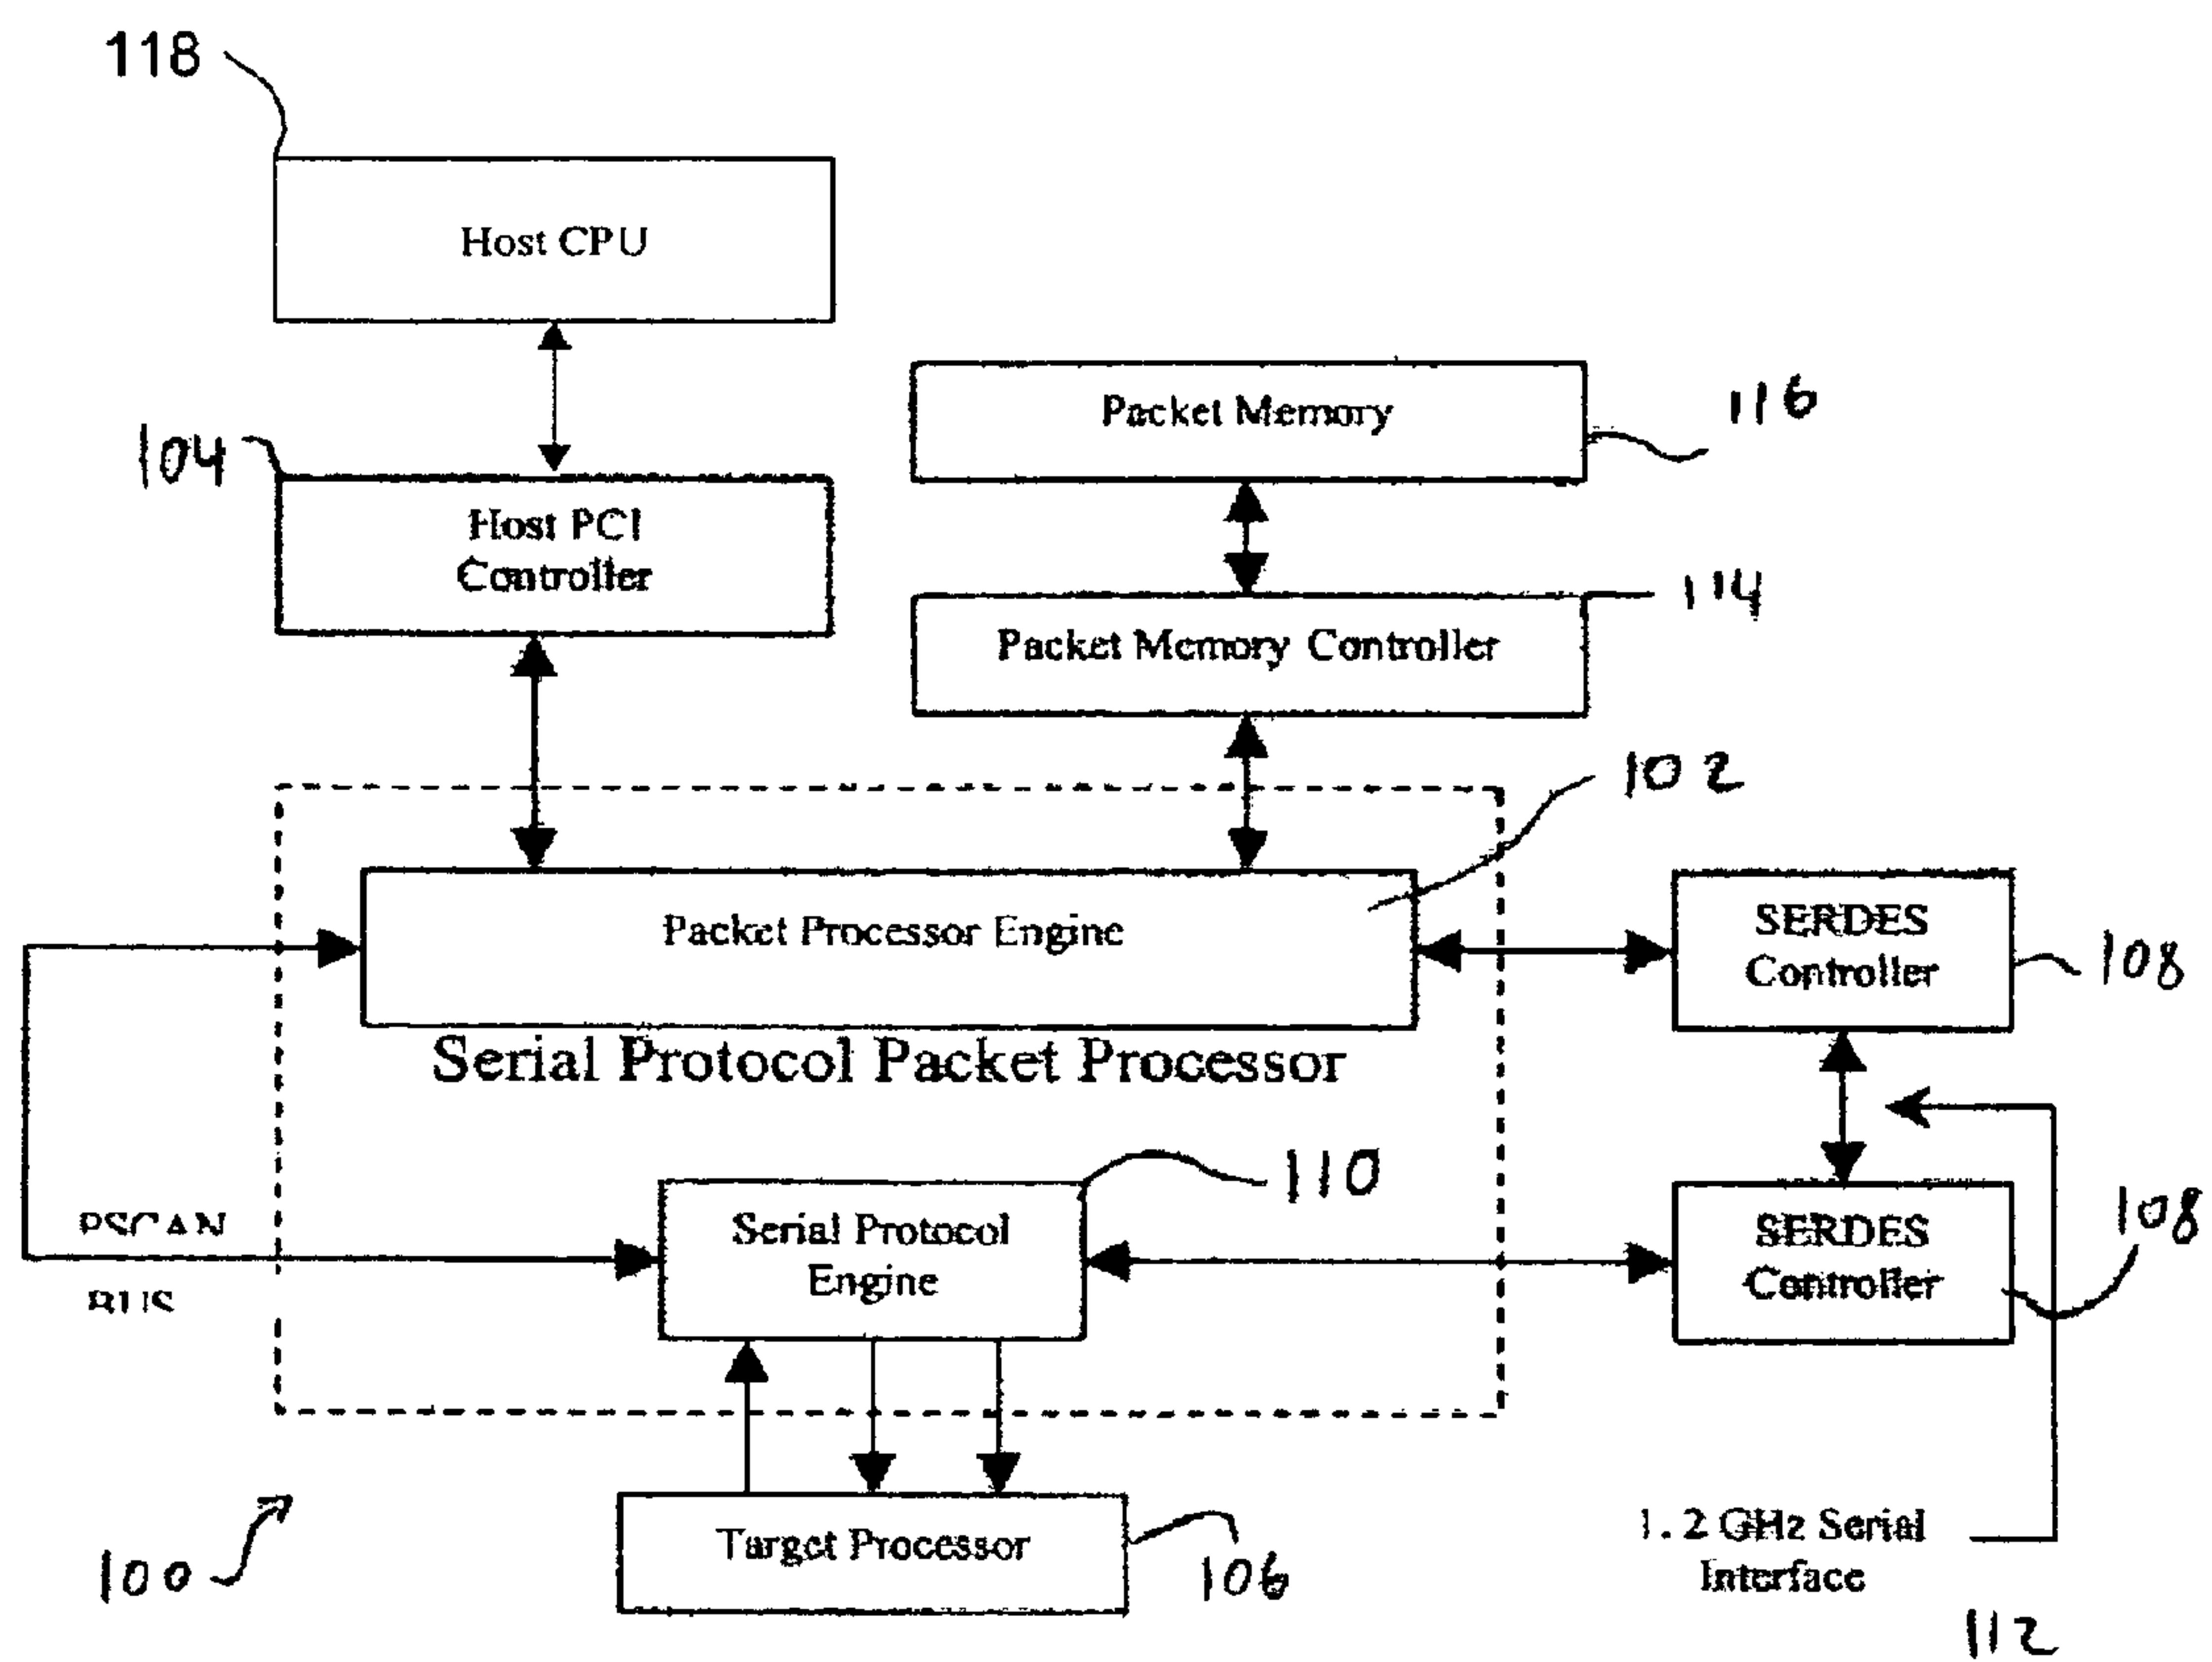 118
Host CPU
104
Host PCI
Controller
Packet Memory
116
Packet Memory Controller
114
102
Packet Processor Engine
SERDES
Controller
108
Serial Protocol Packet Processor
110
Serial Protocol
Engine
SERDES
Controller
108
BUS
Target Processor
106
100
1.2 GHz Serial
Interface
112